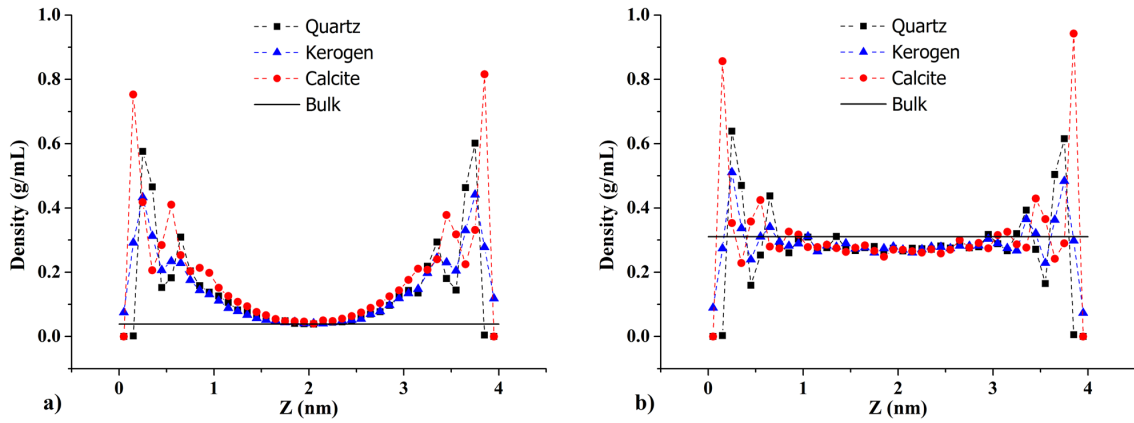 1.0
0.8
0.6
0.4
0.2
0.0
Density (g/mL)
Quartz
Kerogen
Calcite
Bulk
0 1 2 3 4
a) Z (nm)
1.0
0.8
0.6
0.4
0.2
0.0
Density (g/mL)
Quartz
Kerogen
Calcite
Bulk
0 1 2 3 4
b) Z (nm)